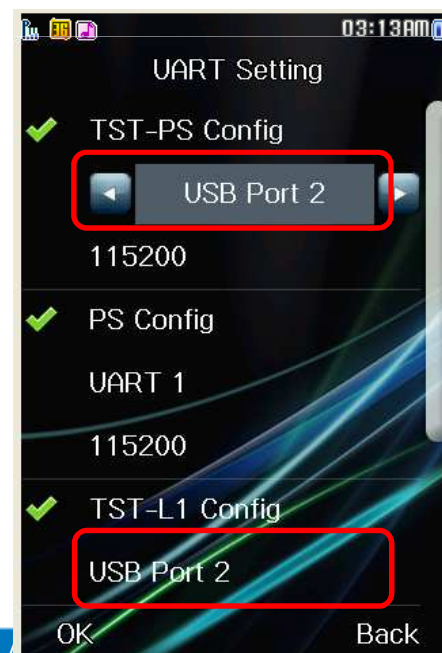 03:13AM
UART Setting
TST-PS Config
USB Port 2
115200
PS Config
UART 1
115200
TST-L1 Config
USB Port 2
OK Back